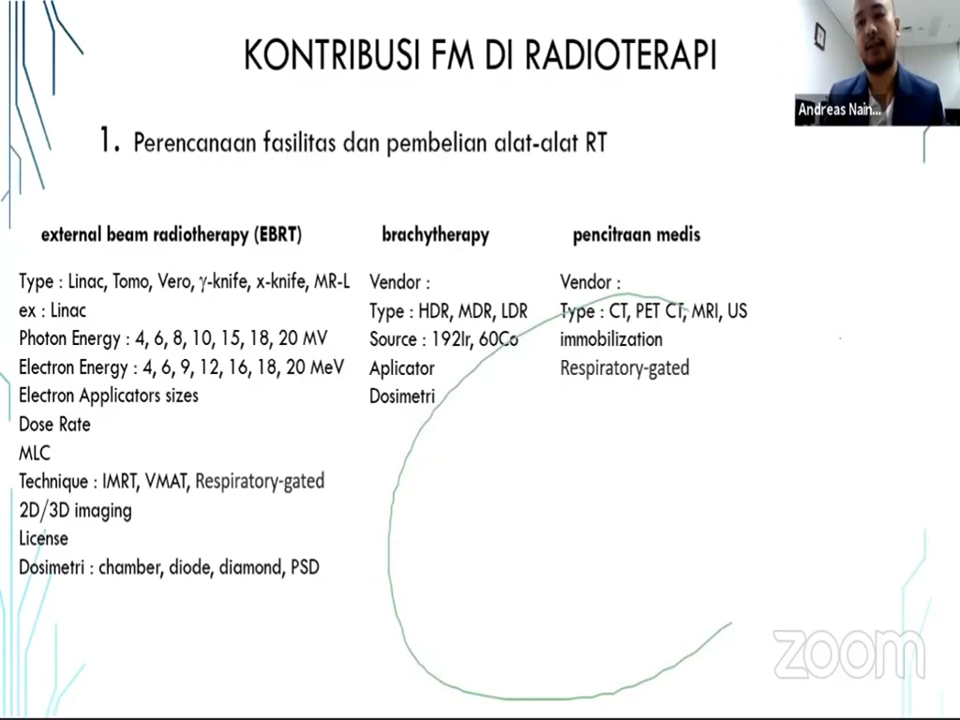 KONTRIBUSI FM DI RADIOTERAPI
Andreas Nain...
1. Perencanaan fasilitas dan pembelian alat-alat RT
external beam radiotherapy (EBRT)
Type : Linac, Tomo, Vero, γ-knife, x-knife, MR-L
ex : Linac
Photon Energy : 4, 6, 8, 10, 15, 18, 20 MV
Electron Energy : 4, 6, 9, 12, 16, 18, 20 MeV
Electron Applicators sizes
Dose Rate
MLC
Technique : IMRT, VMAT, Respiratory-gated
2D/3D imaging
License
Dosimetri : chamber, diode, diamond, PSD
brachytherapy
Vendor :
Type : HDR, MDR, LDR
Source : 192Ir, 60Co
Aplicator
Dosimetri
pencitraan medis
Vendor :
Type : CT, PET CT, MRI, US
immobilization
Respiratory-gated
zoom